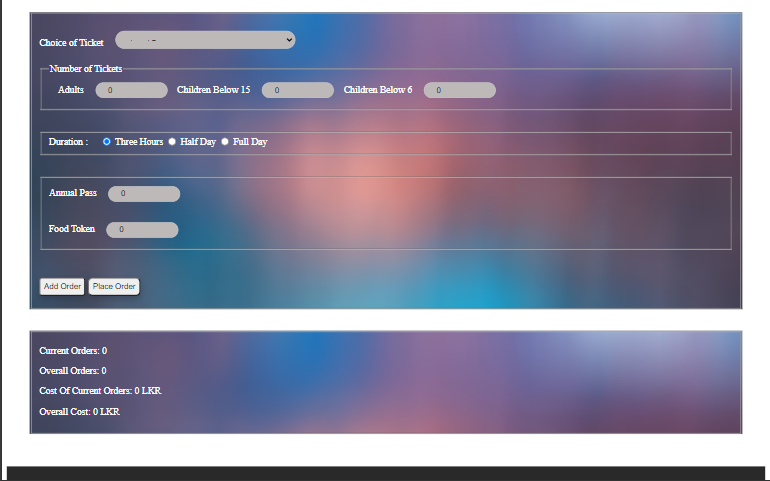 Choice of Ticket
Number of Tickets
Adults 0 Children Below 15 0 Children Below 6 0
Duration : Three Hours Half Day Full Day
Annual Pass 0
Food Token 0
Add Order Place Order
Current Orders: 0
Overall Orders: 0
Cost Of Current Orders: 0 LKR
Overall Cost: 0 LKR